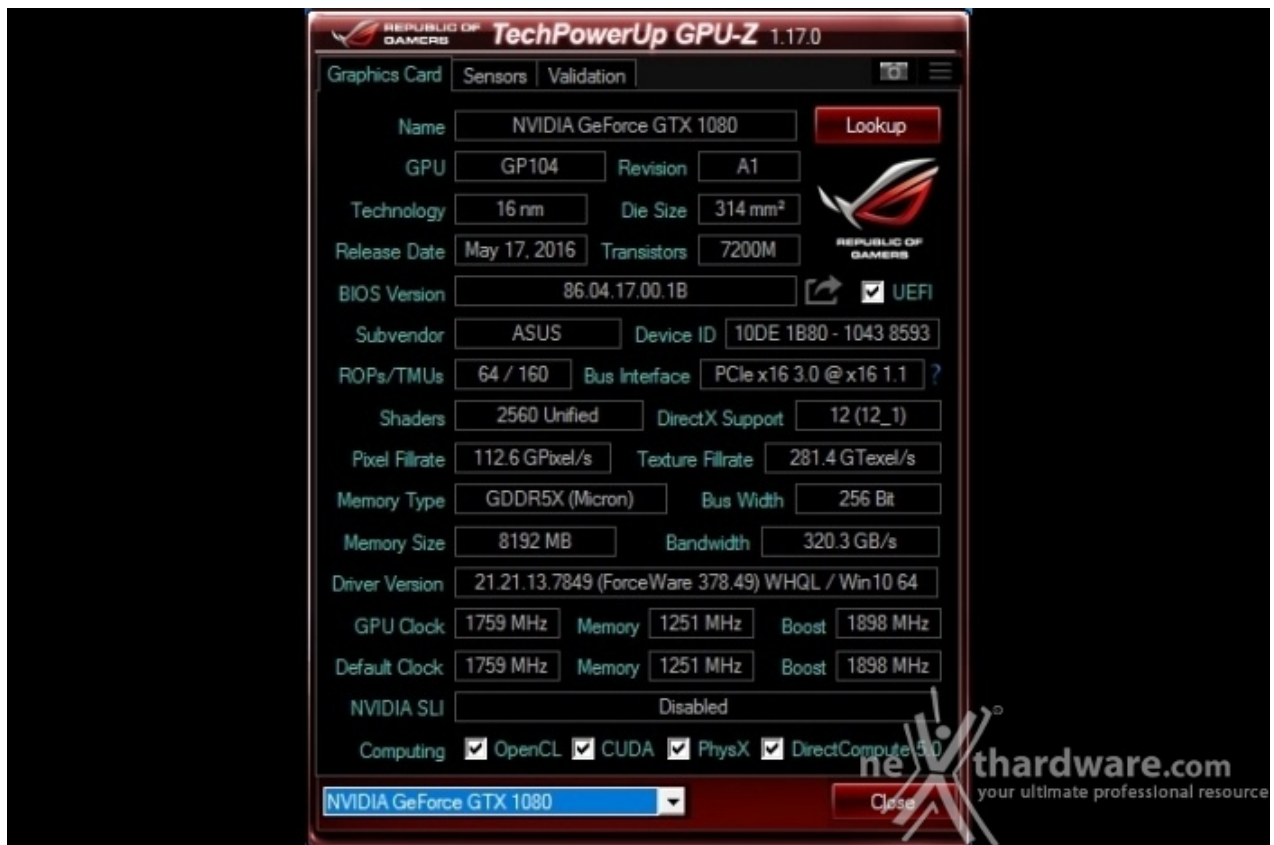 REPUBLIC OF GAMERS TechPowerUp GPU-Z 1.17.0
Graphics Card Sensors Validation
Name NVIDIA GeForce GTX 1080 Lookup
GPU GP104 Revision A1
Technology 16 nm Die Size 314 mm²
REPUBLIC OF GAMERS
Release Date May 17, 2016 Transistors 7200M
BIOS Version 86.04.17.00.1B UEFI
Subvendor ASUS Device ID 10DE 1B80 - 1043 8593
ROPs/TMUs 64 / 160 Bus Interface PCIe x16 3.0 @ x16 1.1 ?
Shaders 2560 Unified DirectX Support 12 (12_1)
Pixel Fillrate 112.6 GPixel/s Texture Fillrate 281.4 GTexel/s
Memory Type GDDR5X (Micron) Bus Width 256 Bit
Memory Size 8192 MB Bandwidth 320.3 GB/s
Driver Version 21.21.13.7849 (ForceWare 378.49) WHQL / Win10 64
GPU Clock 1759 MHz Memory 1251 MHz Boost 1898 MHz
Default Clock 1759 MHz Memory 1251 MHz Boost 1898 MHz
NVIDIA SLI Disabled
Computing OpenCL CUDA PhysX DirectCompute 5.0
nexthardware.com
your ultimate professional resource
NVIDIA GeForce GTX 1080 Close